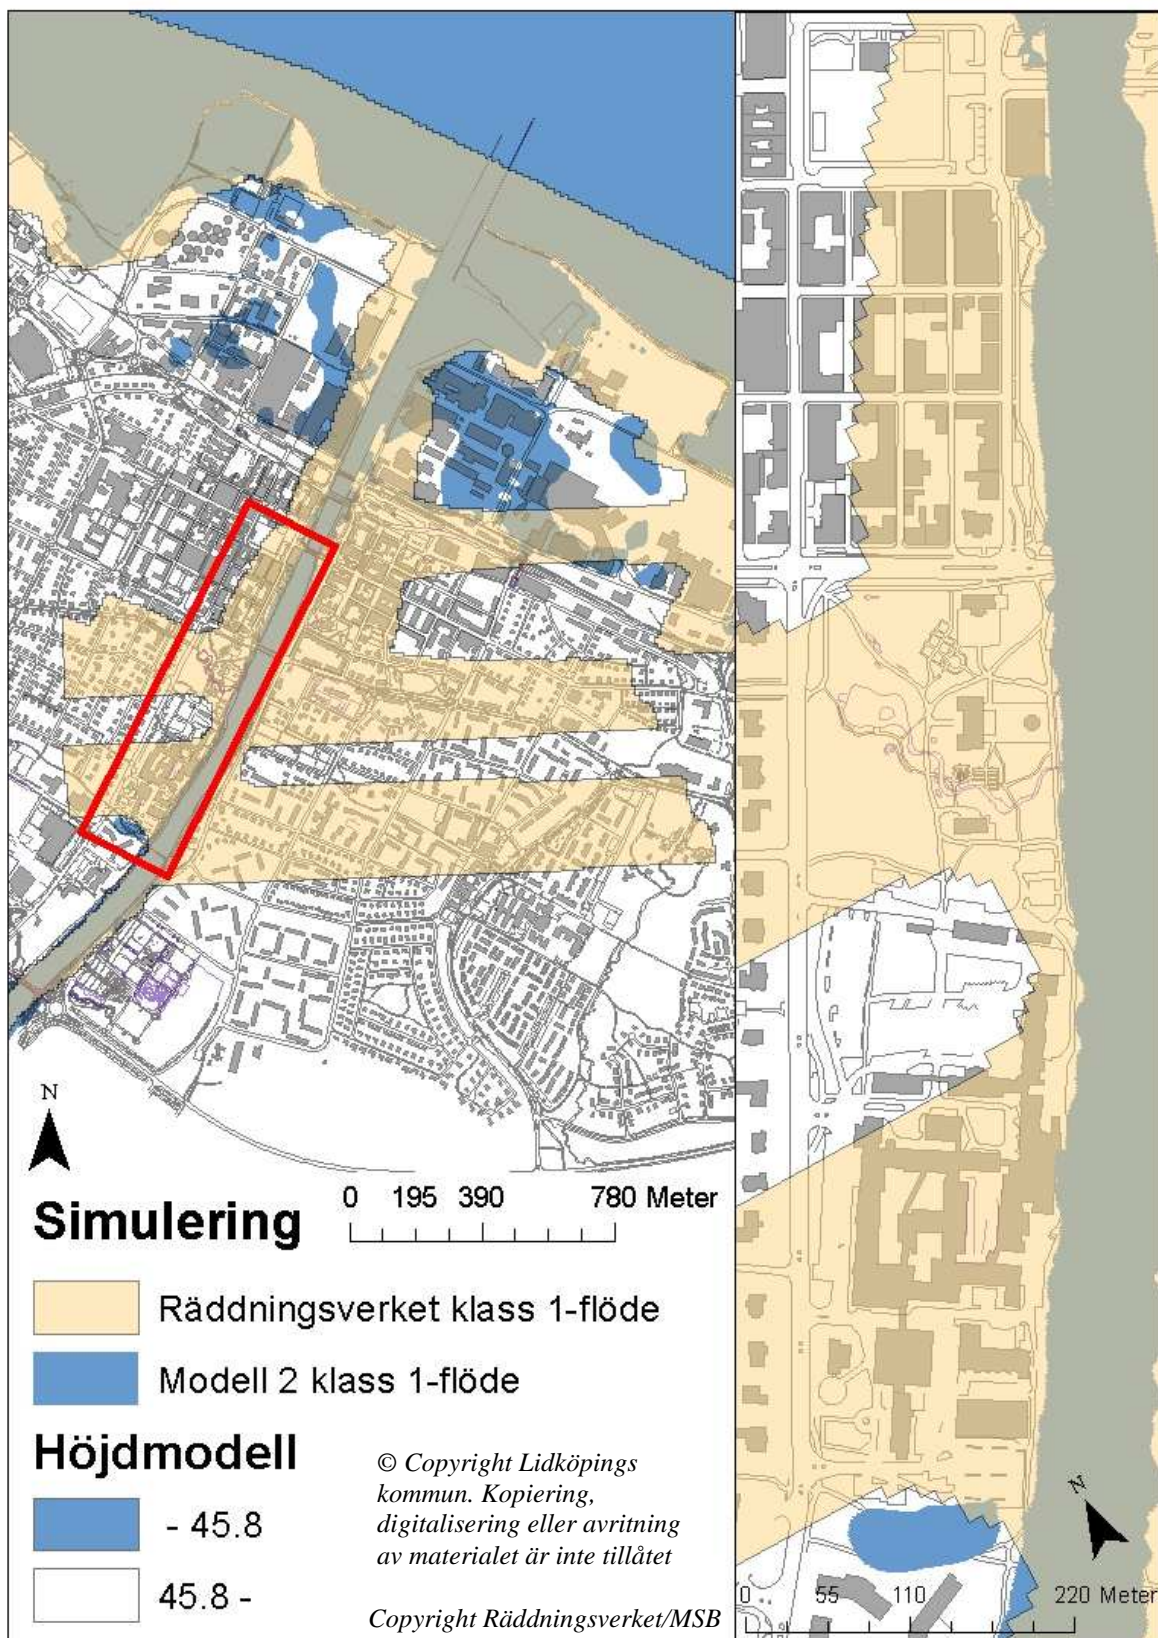 N
0 195 390 780 Meter
Simulering
Räddningsverket klass 1-flöde
Modell 2 klass 1-flöde
Höjdmodell
- 45.8
45.8 -
© Copyright Lidköpings
kommun. Kopiering,
digitalisering eller avritning
av materialet är inte tillåtet
Copyright Räddningsverket/MSB
N
0 55 110 220 Meter